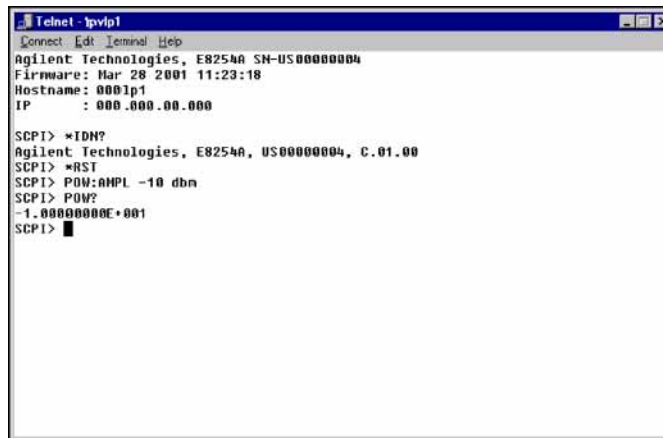 Telnet - 1pvlp1
Connect Edit Terminal Help
Agilent Technologies, E8254A SN-US00000004
Firmware: Mar 28 2001 11:23:18
Hostname: 000lp1
IP : 000.000.00.000
SCPI> *IDN?
Agilent Technologies, E8254A, US00000004, C.01.00
SCPI> *RST
SCPI> POW:AMPL -10 dbm
SCPI> POW?
-1.00000000E+001
SCPI>